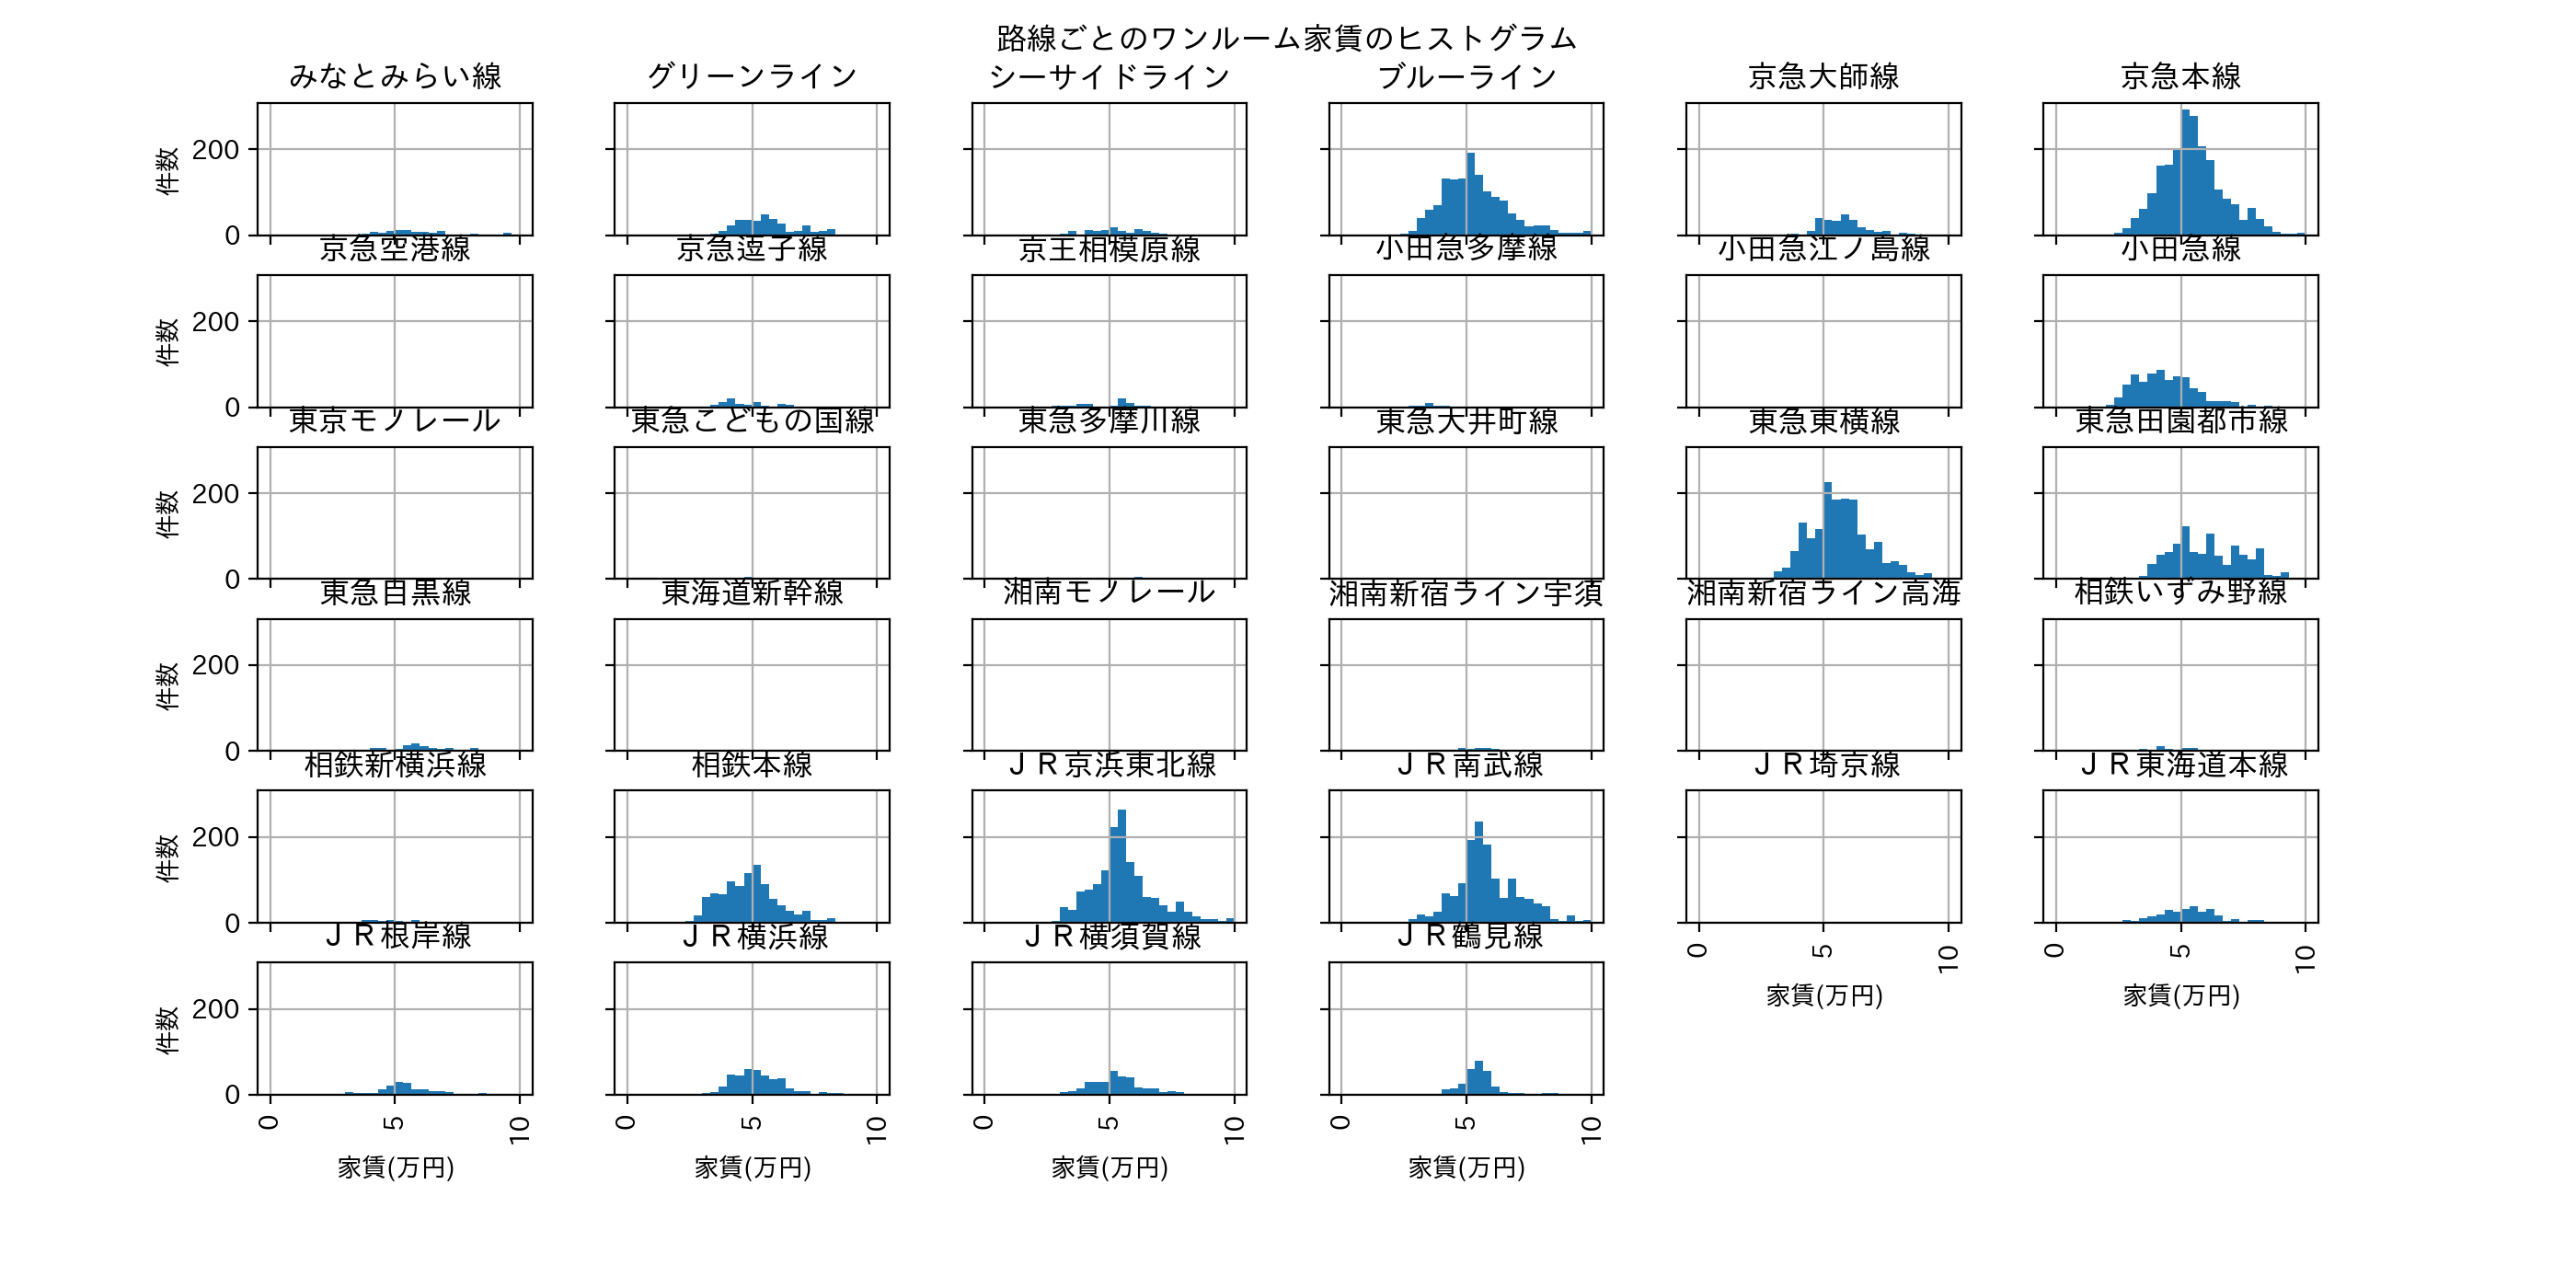 路線ごとのワンルーム家賃のヒストグラム
みなとみらい線 グリーンライン シーサイドライン ブルーライン 京急大師線 京急本線
件数 200 0
京急空港線 京急逗子線 京王相模原線 小田急多摩線 小田急江ノ島線 小田急線
件数 200 0
東京モノレール 東急こどもの国線 東急多摩川線 東急大井町線 東急東横線 東急田園都市線
件数 200 0
東急目黒線 東海道新幹線 湘南モノレール 湘南新宿ライン宇須 湘南新宿ライン高海 相鉄いずみ野線
件数 200 0
相鉄新横浜線 相鉄本線 ＪＲ京浜東北線 ＪＲ南武線 ＪＲ埼京線 ＪＲ東海道本線
件数 200 0
0 5 10 0 5 10
家賃(万円) 家賃(万円)
ＪＲ根岸線 ＪＲ横浜線 ＪＲ横須賀線 ＪＲ鶴見線
件数 200 0
0 5 10 0 5 10 0 5 10 0 5 10
家賃(万円) 家賃(万円) 家賃(万円) 家賃(万円)